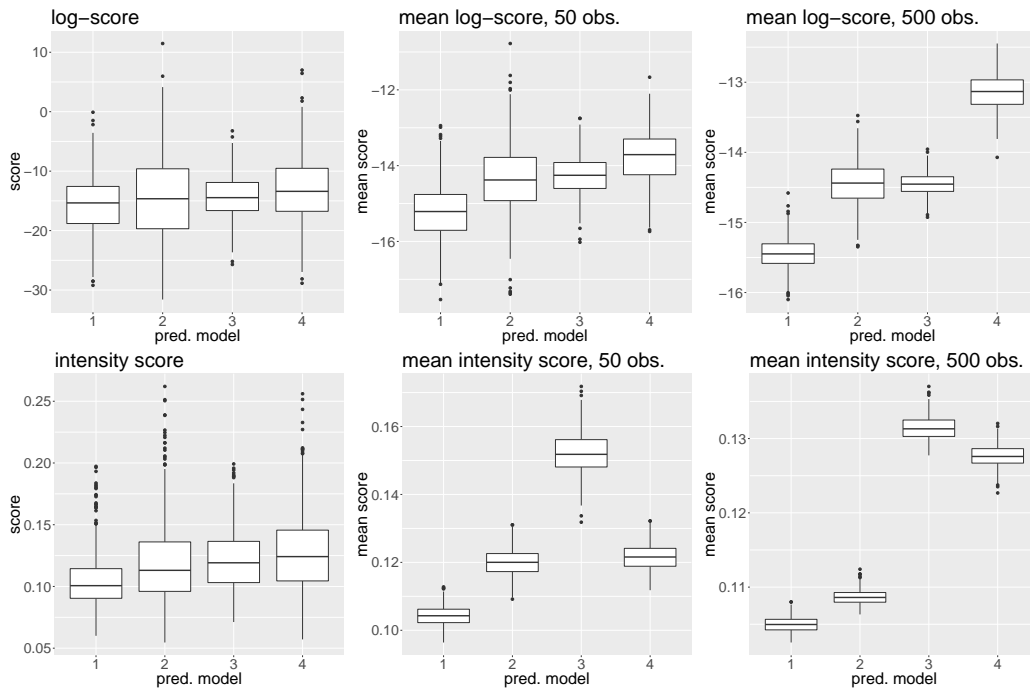 log−score
10
0
−10
−20
−30
score
1 2 3 4
pred. model
mean log−score, 50 obs.
−12
−14
−16
mean score
1 2 3 4
pred. model
mean log−score, 500 obs.
−13
−14
−15
−16
mean score
1 2 3 4
pred. model
intensity score
0.25
0.20
0.15
0.10
0.05
score
1 2 3 4
pred. model
mean intensity score, 50 obs.
0.16
0.14
0.12
0.10
mean score
1 2 3 4
pred. model
mean intensity score, 500 obs.
0.13
0.12
0.11
mean score
1 2 3 4
pred. model